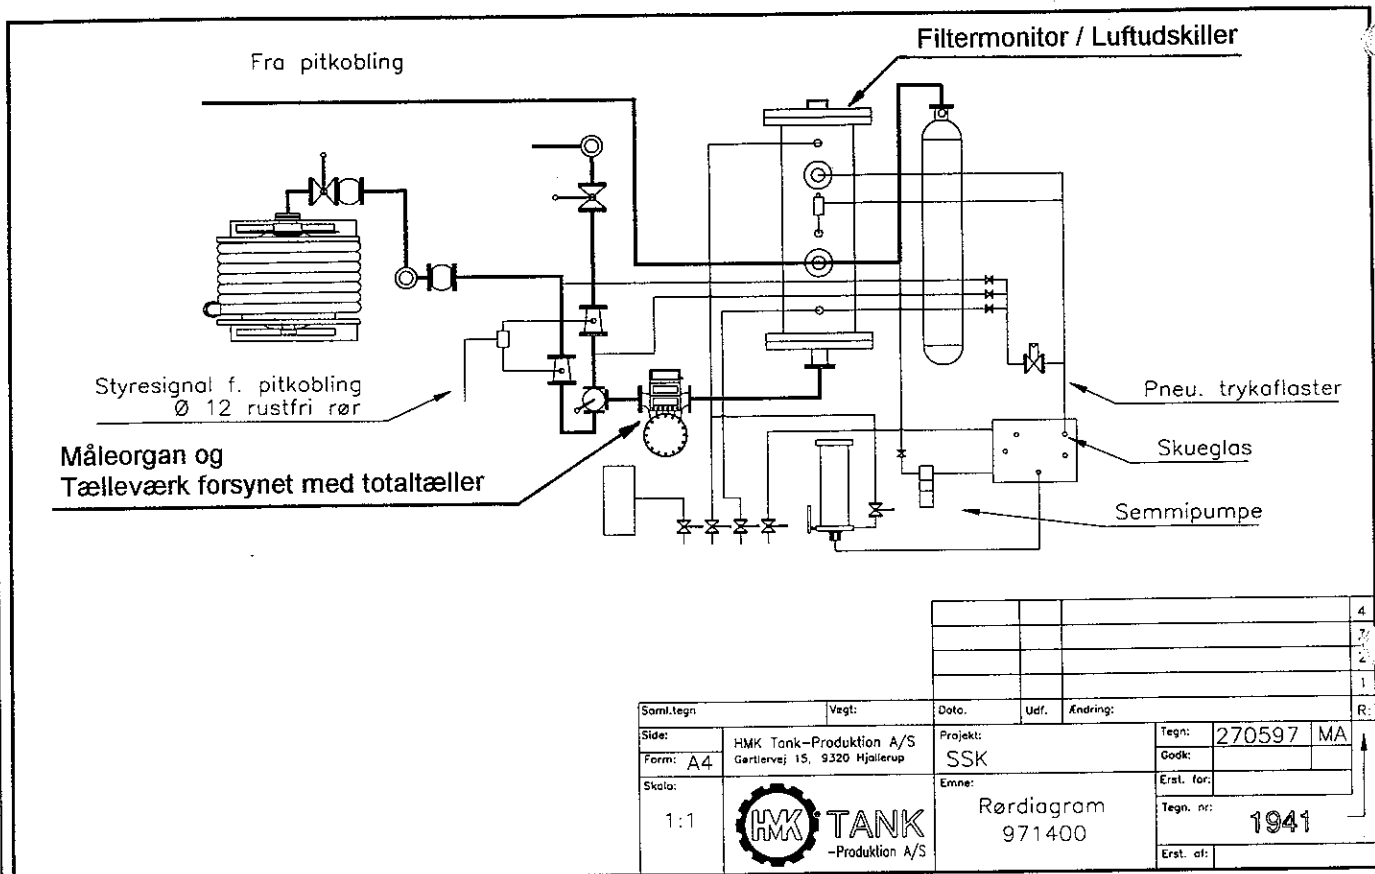 Filtermonitor / Luftudskiller
Fra pitkobling
Styresignal f. pitkobling
Ø 12 rustfri rør
Pneu. trykaflaster
Måleorgan og
Tælleværk forsynet med totaltæller
Skueglas
Semmipumpe
4
3
2
1
Saml.tegn
Vægt:
Dato.
Udf.
Ændring:
R:
Side:
HMK Tank-Produktion A/S
Gartlervej 15, 9320 Hjallerup
Projekt:
SSK
Tegn:
270597
MA
Form: A4
Godk:
Skala:
1:1
HMK
TANK
-Produktion A/S
Emne:
Rørdiagram
971400
Erst. for:
Tegn. nr:
1941
Erst. af: